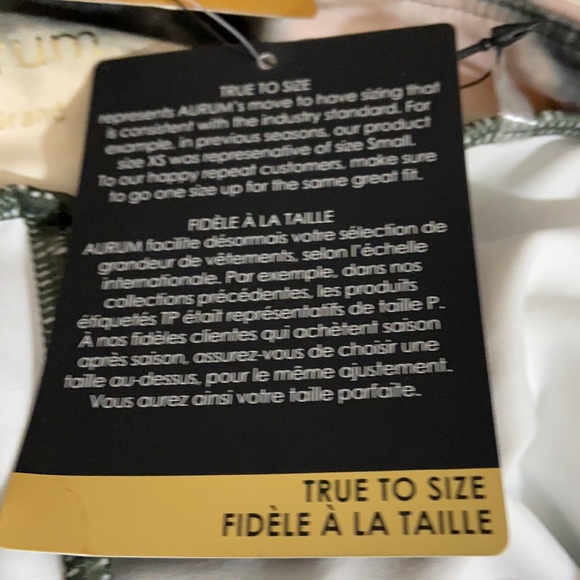 rum
TRUE TO SIZE
represents AURUM's move to have sizing that
is consistent with the industry standard. For
example, in previous seasons, our product
size XS was represenative of size Small.
To our happy repeat customers, make sure
to go one size up for the same great fit.
FIDÈLE À LA TAILLE
AURUM facilite désormais votre sélection de
grandeur de vêtements, selon l'échelle
internationale. Par exemple, dans nos
collections précédentes, les produits
étiquetés TP était représentatifs de taille P.
À nos fidèles clientes qui achètent saison
après saison, assurez-vous de choisir une
taille au-dessus, pour le même ajustement.
Vous aurez ainsi votre taille parfaite.
TRUE TO SIZE
FIDÈLE À LA TAILLE